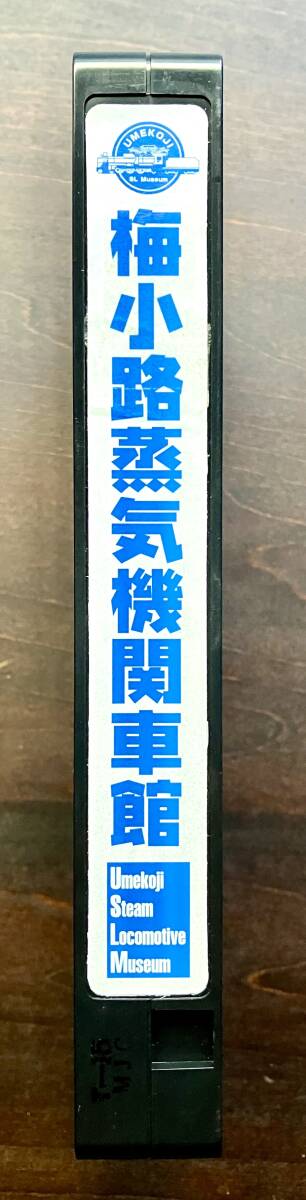 UMEKOJI
SL Museum
梅小路蒸気機関車館
Umekoji
Steam
Locomotive
Museum